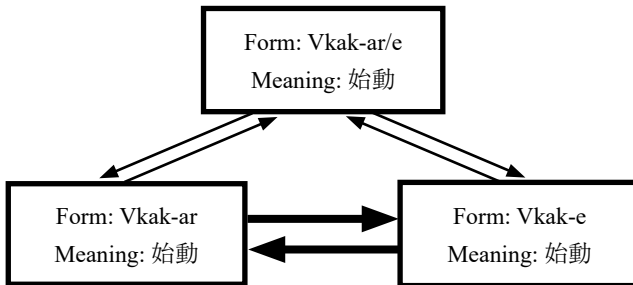 Form: Vkak-ar/e
Meaning: 始動
Form: Vkak-ar
Meaning: 始動
Form: Vkak-e
Meaning: 始動